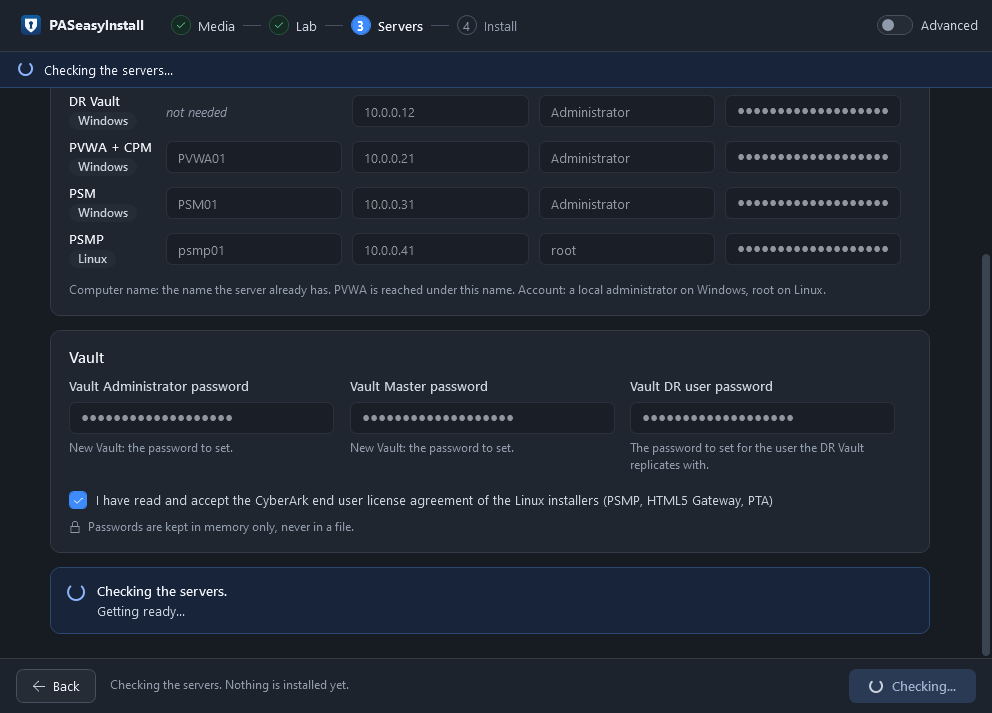 PASeasyInstall Media Lab 3 Servers 4 Install Advanced
Checking the servers...
DR Vault
Windows
not needed
10.0.0.12
Administrator
●●●●●●●●●●●●●●●●●●●
PVWA + CPM
Windows
PVWA01
10.0.0.21
Administrator
●●●●●●●●●●●●●●●●●●●
PSM
Windows
PSM01
10.0.0.31
Administrator
●●●●●●●●●●●●●●●●●●●
PSMP
Linux
psmp01
10.0.0.41
root
●●●●●●●●●●●●●●●●●●●
Computer name: the name the server already has. PVWA is reached under this name. Account: a local administrator on Windows, root on Linux.
Vault
Vault Administrator password
●●●●●●●●●●●●●●●●●●●
New Vault: the password to set.
Vault Master password
●●●●●●●●●●●●●●●●●●●
New Vault: the password to set.
Vault DR user password
●●●●●●●●●●●●●●●●●●●
The password to set for the user the DR Vault
replicates with.
I have read and accept the CyberArk end user license agreement of the Linux installers (PSMP, HTML5 Gateway, PTA)
Passwords are kept in memory only, never in a file.
Checking the servers.
Getting ready...
Back
Checking the servers. Nothing is installed yet.
Checking...